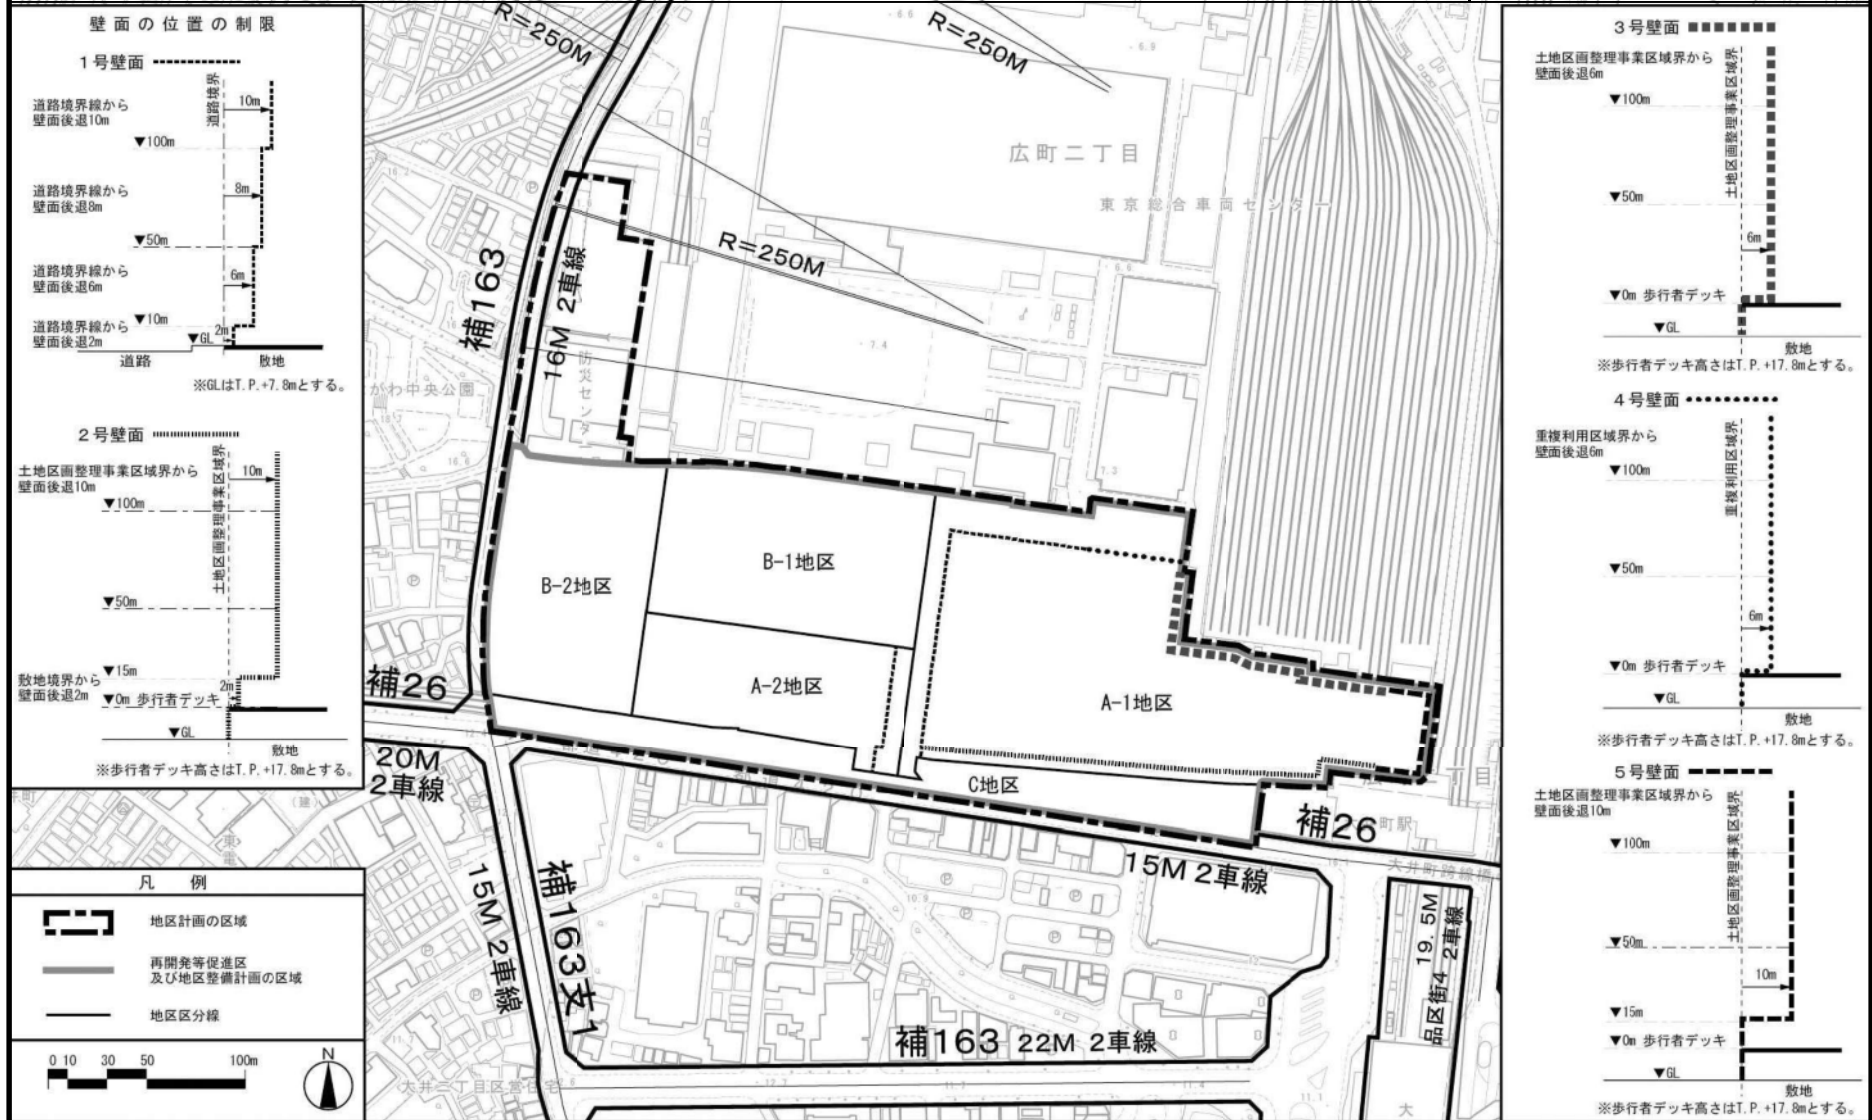 壁面の位置の制限
1号壁面
道路境界
道路境界線から
壁面後退10m
10m
▼100m
道路境界線から
壁面後退8m
8m
▼50m
道路境界線から
壁面後退6m
6m
▼10m
道路境界線から
壁面後退2m
2m
▼GL
道路
敷地
※GLはT.P.+7.8mとする。
2号壁面
土地区画整理事業区域界
土地区画整理事業区域界から
壁面後退10m
10m
▼100m
▼50m
▼15m
敷地境界から
壁面後退2m
2m
▼0m 歩行者デッキ
▼GL
敷地
※歩行者デッキ高さはT.P.+17.8mとする。
凡 例
地区計画の区域
再開発等促進区
及び地区整備計画の区域
地区区分線
0 10 30 50 100m
N
R=250M
R=250M
R=250M
広町二丁目
東京総合車両センター
補163
16M 2車線
防災センター
がわ中央公園
B-2地区
B-1地区
A-2地区
A-1地区
C地区
補26
20M
2車線
15M 2車線
補163支1
補26
町駅
丁目
15M 2車線
大井町跨線橋
19.5M 2車線
品区街4
補163 22M 2車線
大井二丁目区営住宅
3号壁面
土地区画整理事業区域界から
壁面後退6m
土地区画整理事業区域界
▼100m
▼50m
6m
▼0m 歩行者デッキ
▼GL
敷地
※歩行者デッキ高さはT.P.+17.8mとする。
4号壁面
重複利用区域界から
壁面後退6m
重複利用区域界
▼100m
▼50m
6m
▼0m 歩行者デッキ
▼GL
敷地
※歩行者デッキ高さはT.P.+17.8mとする。
5号壁面
土地区画整理事業区域界から
壁面後退10m
土地区画整理事業区域界
▼100m
▼50m
10m
▼15m
▼0m 歩行者デッキ
▼GL
敷地
※歩行者デッキ高さはT.P.+17.8mとする。